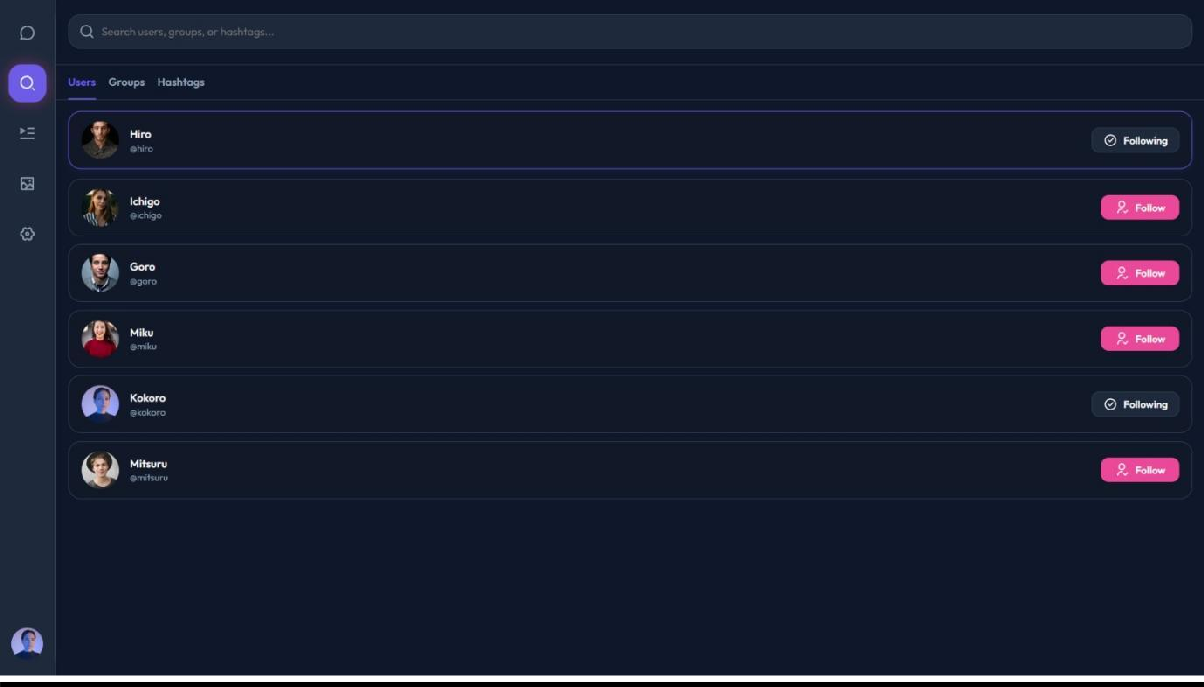 Search users, groups, or hashtags...
Users Groups Hashtags
Hiro
@hiro
Following
Ichigo
@ichigo
Follow
Goro
@goro
Follow
Miku
@miku
Follow
Kokoro
@kokoro
Following
Mitsuru
@mitsuru
Follow